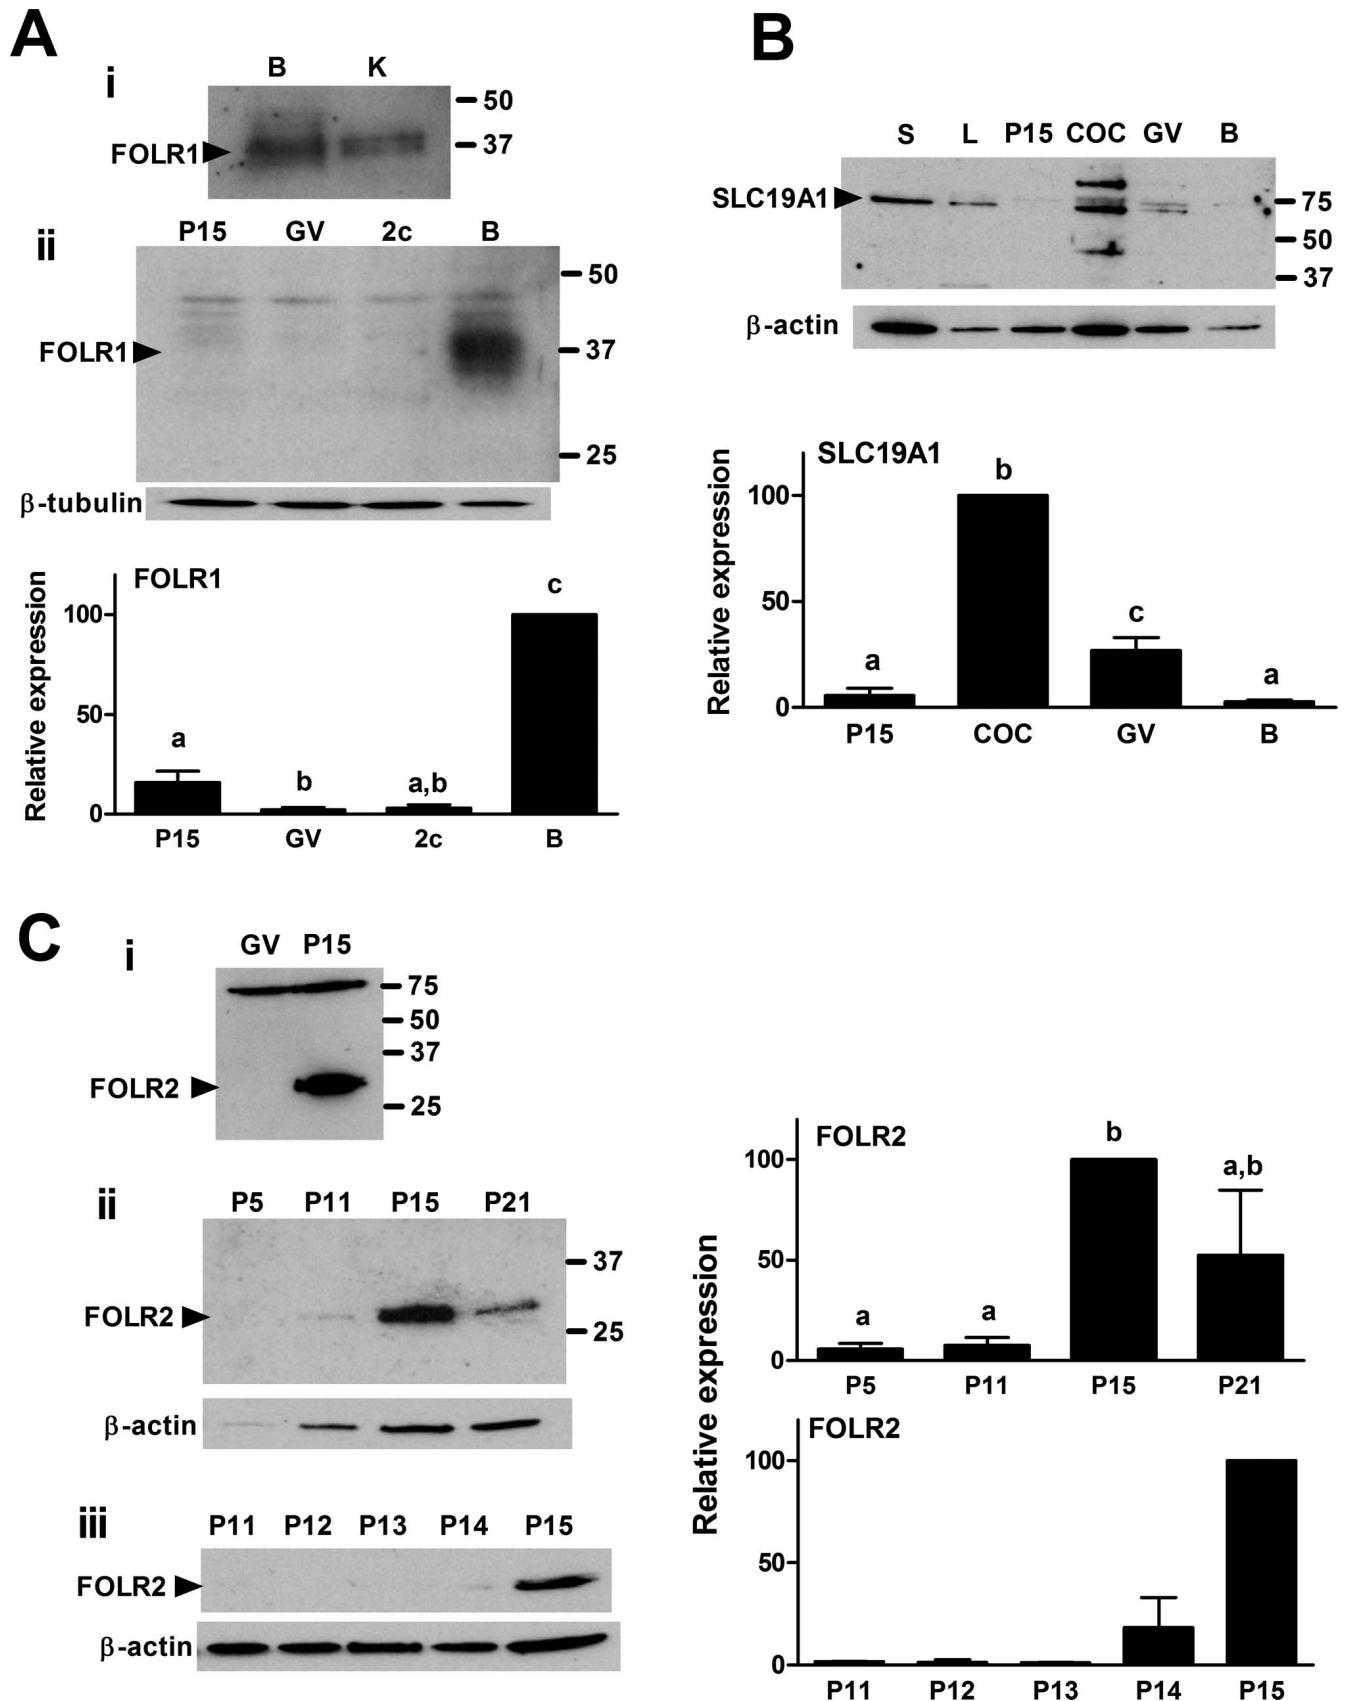 A
i
B K
50
FOLR1
37
ii
P15 GV 2c B
50
FOLR1
37
25
β-tubulin
FOLR1
Relative expression
100
50
0
a
b
a,b
c
P15 GV 2c B
B
S L P15 COC GV B
SLC19A1
75
50
37
β-actin
SLC19A1
Relative expression
100
50
0
a
b
c
a
P15 COC GV B
C
i
GV P15
75
50
37
FOLR2
25
ii
P5 P11 P15 P21
37
FOLR2
25
β-actin
iii
P11 P12 P13 P14 P15
FOLR2
β-actin
Relative expression
FOLR2
100
50
0
a
a
b
a,b
P5 P11 P15 P21
FOLR2
100
50
0
P11 P12 P13 P14 P15